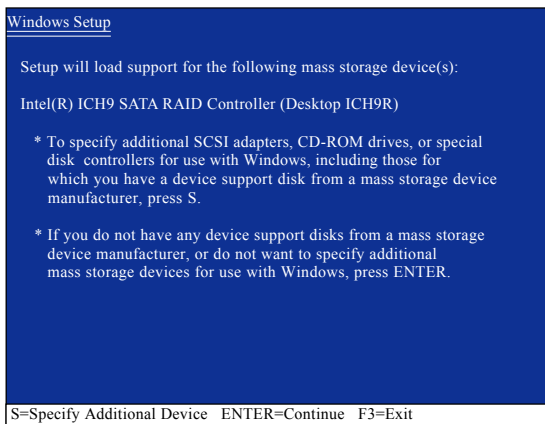 Windows Setup
Setup will load support for the following mass storage device(s):
Intel(R) ICH9 SATA RAID Controller (Desktop ICH9R)
* To specify additional SCSI adapters, CD-ROM drives, or special
disk controllers for use with Windows, including those for
which you have a device support disk from a mass storage device
manufacturer, press S.
* If you do not have any device support disks from a mass storage
device manufacturer, or do not want to specify additional
mass storage devices for use with Windows, press ENTER.
S=Specify Additional Device ENTER=Continue F3=Exit